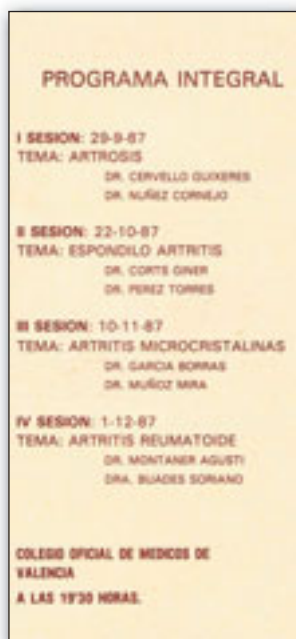 PROGRAMA INTEGRAL
I SESION: 29-9-87
TEMA: ARTROSIS
DR. CERVELLO GUIXERES
DR. NUÑEZ CORNEJO
II SESION: 22-10-87
TEMA: ESPONDILO ARTRITIS
DR. CORTS GINER
DR. PEREZ TORRES
III SESION: 10-11-87
TEMA: ARTRITIS MICROCRISTALINAS
DR. GARCIA BORRAS
DR. MUÑOZ MIRA
IV SESION: 1-12-87
TEMA: ARTRITIS REUMATOIDE
DR. MONTANER AGUSTI
DRA. BUADES SORIANO
COLEGIO OFICIAL DE MEDICOS DE
VALENCIA
A LAS 19'30 HORAS.